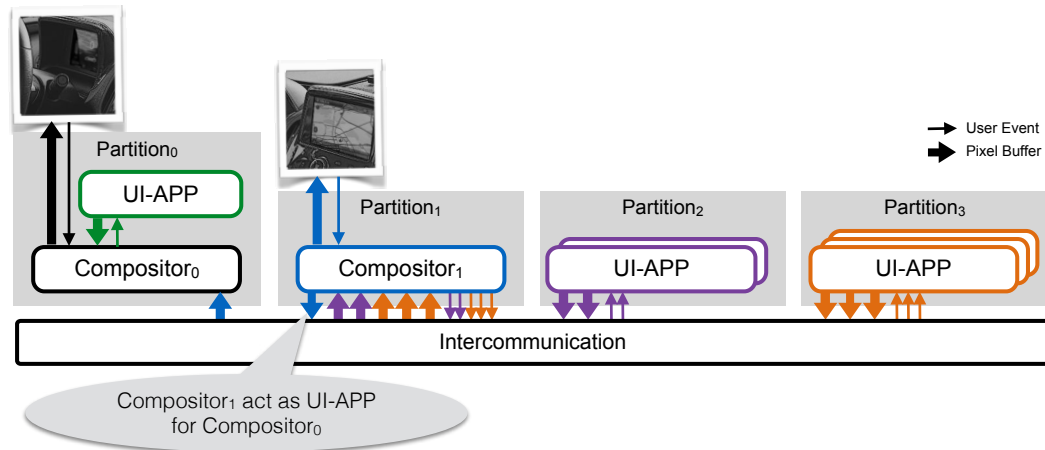 User Event
Pixel Buffer
Partition0
UI-APP
Compositor0
Partition1
Compositor1
Partition2
UI-APP
Partition3
UI-APP
Intercommunication
Compositor1 act as UI-APP
for Compositor0